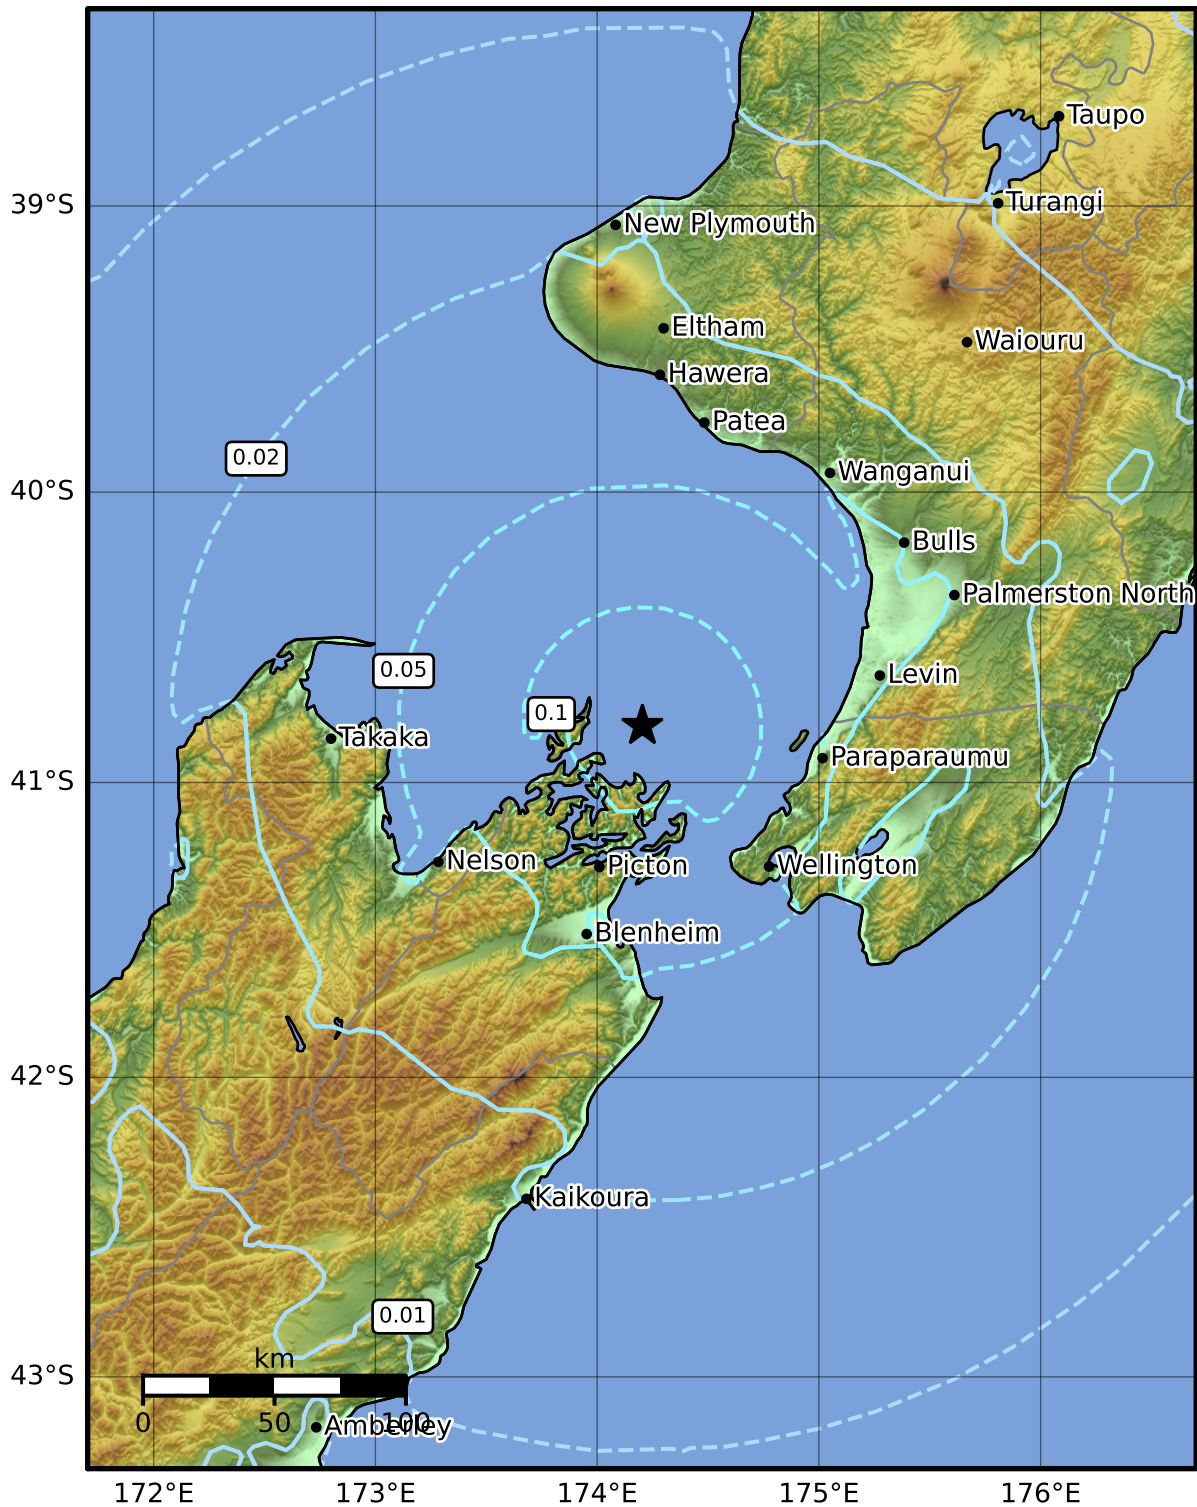 Taupo
39°S
Turangi
New Plymouth
Eltham
Waiouru
Hawera
Patea
0.02
Wanganui
40°S
Bulls
Palmerston North
0.05
Levin
0.1
Takaka
Paraparaumu
41°S
Nelson
Picton
Wellington
Blenheim
42°S
Kaikoura
0.01
km
43°S
0 50 100
Amberley
172°E 173°E 174°E 175°E 176°E